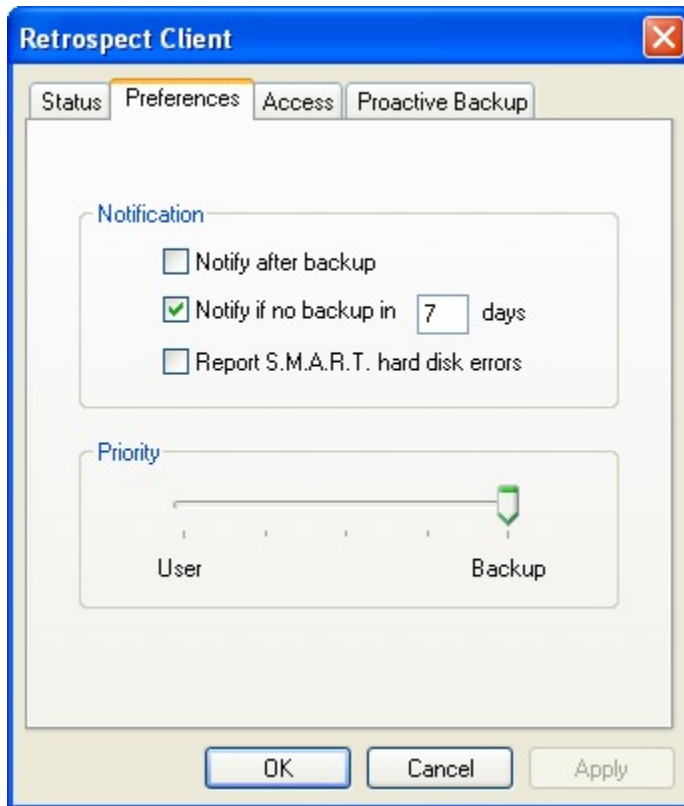 Retrospect Client
Status Preferences Access Proactive Backup
Notification
Notify after backup
Notify if no backup in 7 days
Report S.M.A.R.T. hard disk errors
Priority
User Backup
OK Cancel Apply